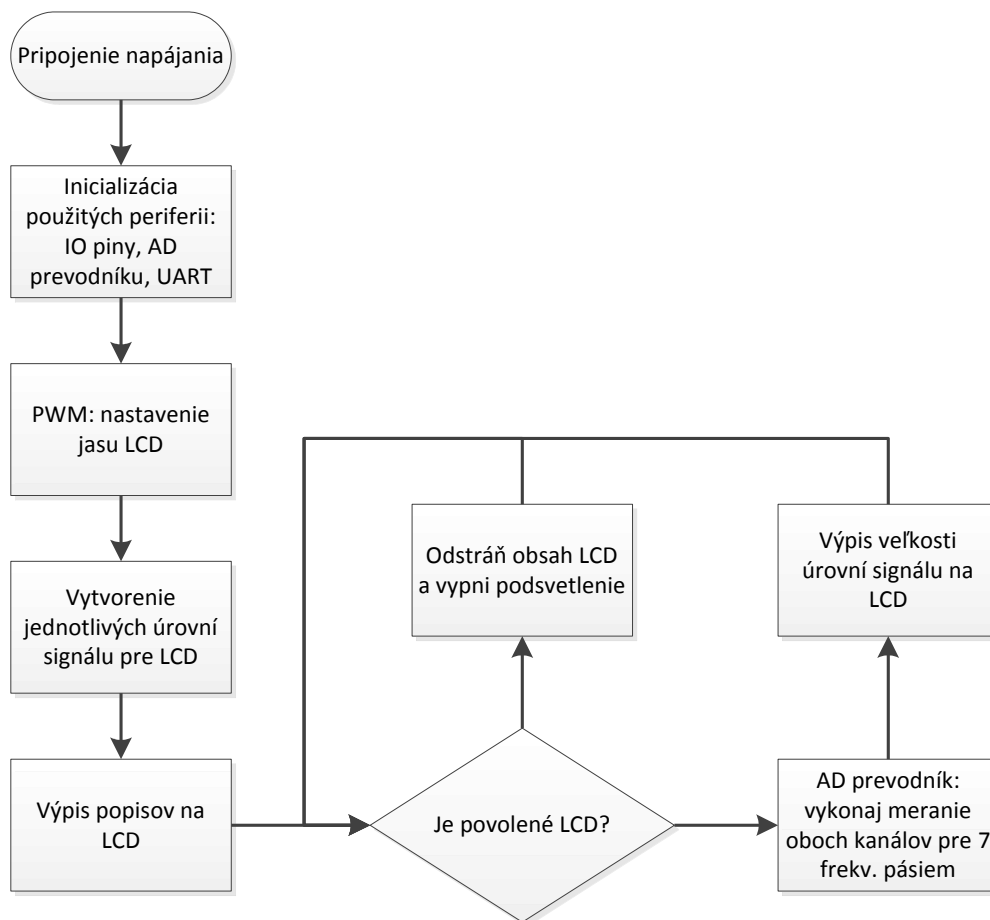 Pripojenie napájania
Inicializácia
použitých periferii:
IO piny, AD
prevodníku, UART
PWM: nastavenie
jasu LCD
Vytvorenie
jednotlivých úrovní
signálu pre LCD
Výpis popisov na
LCD
Je povolené LCD?
Odstráň obsah LCD
a vypni podsvetlenie
AD prevodník:
vykonaj meranie
oboch kanálov pre 7
frekv. pásiem
Výpis veľkosti
úrovní signálu na
LCD